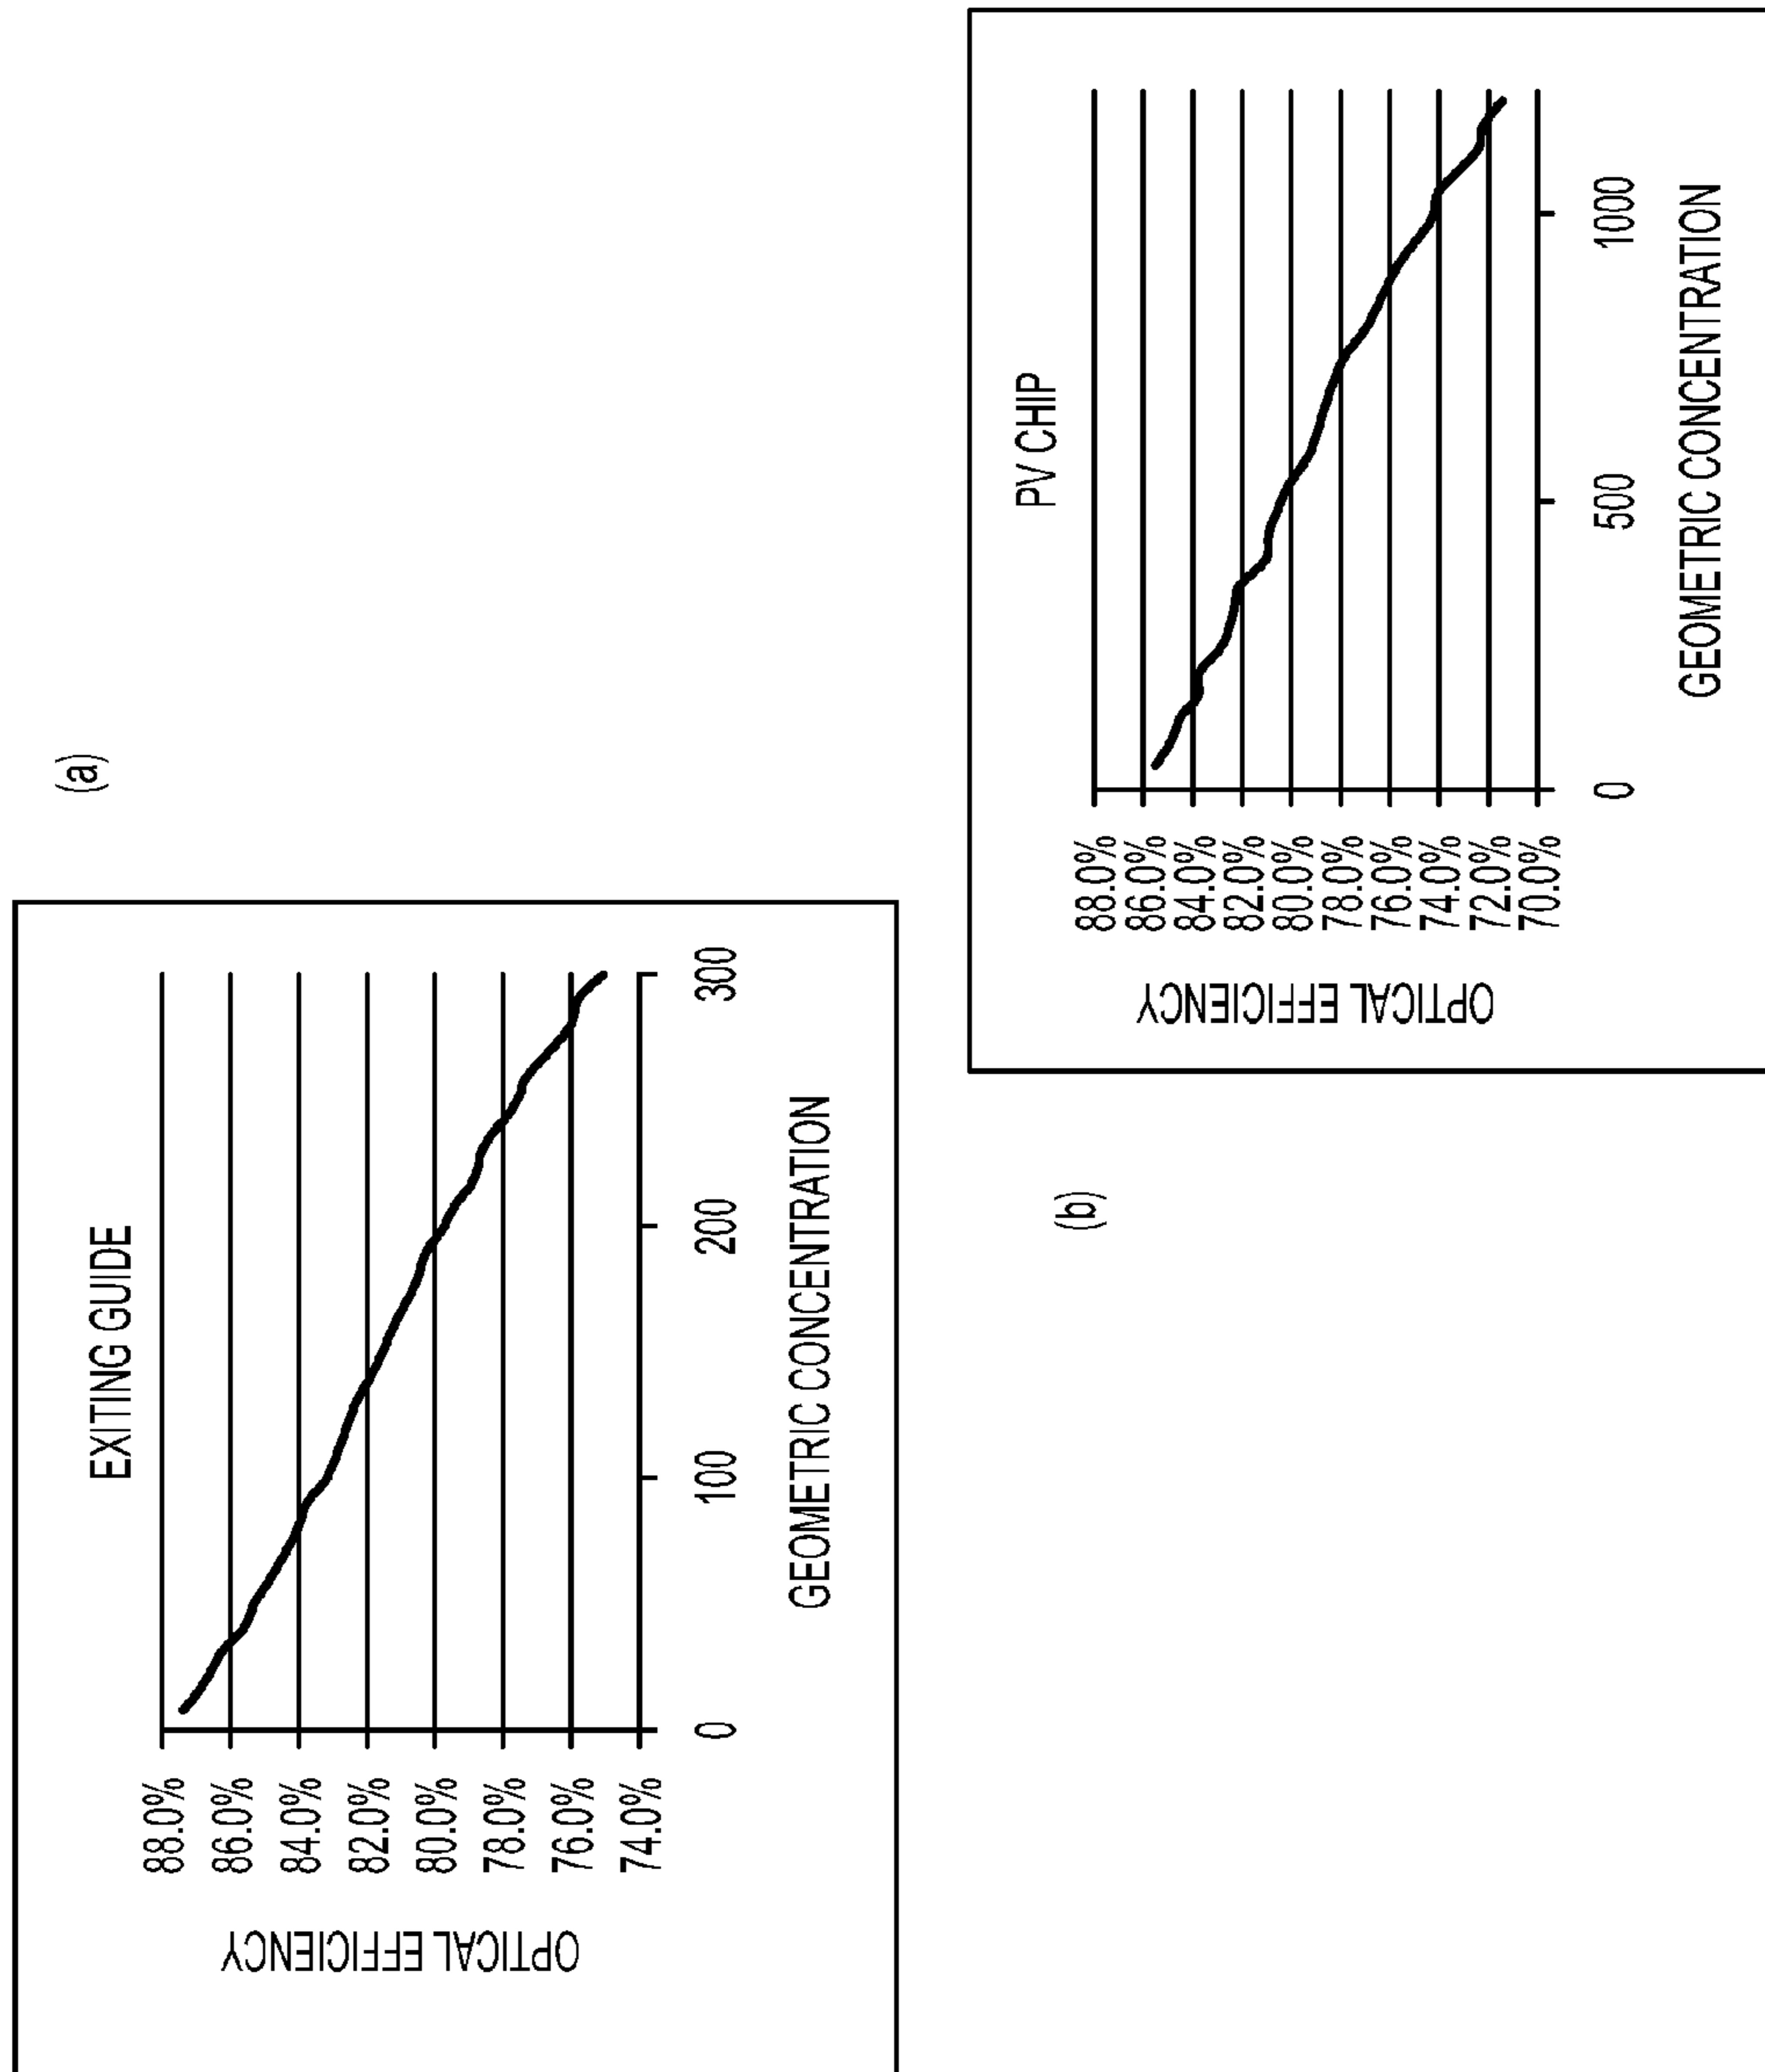 (a)
EXITING GUIDE
OPTICAL EFFICIENCY
88.0%
86.0%
84.0%
82.0%
80.0%
78.0%
76.0%
74.0%
0 100 200 300
GEOMETRIC CONCENTRATION
(b)
PV CHIP
OPTICAL EFFICIENCY
88.0%
86.0%
84.0%
82.0%
80.0%
78.0%
76.0%
74.0%
72.0%
70.0%
0 500 1000
GEOMETRIC CONCENTRATION